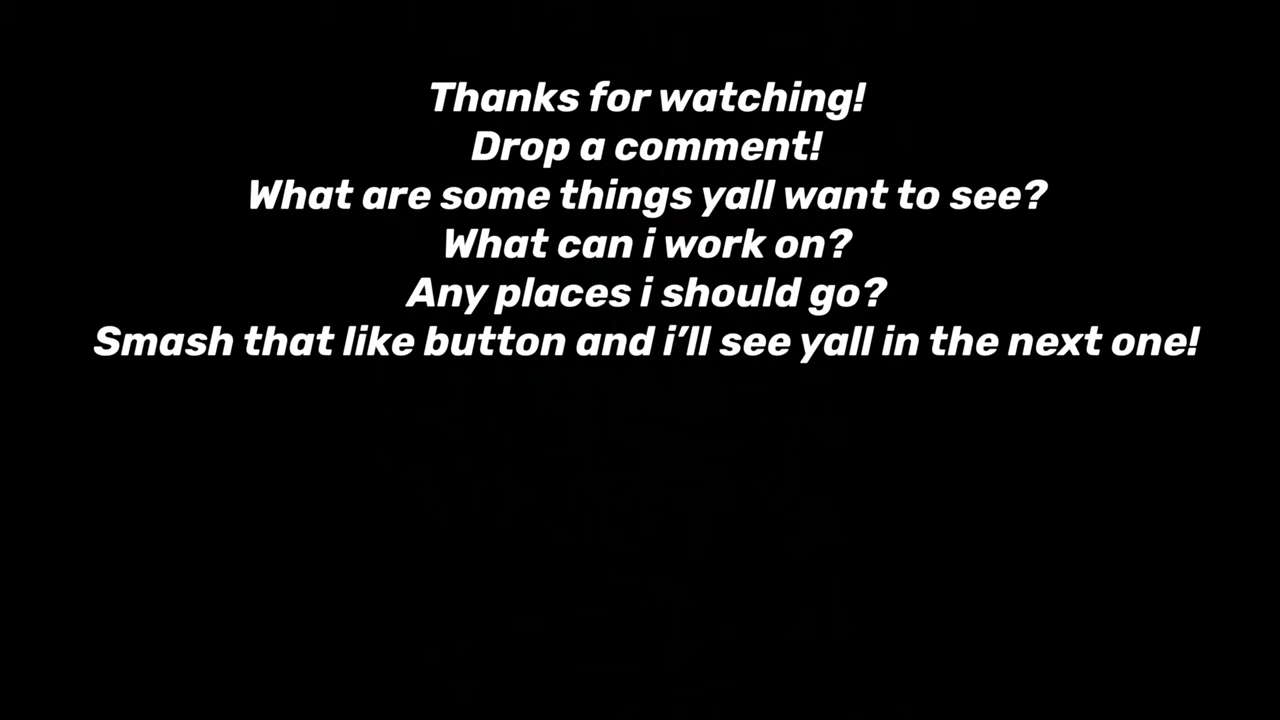 Thanks for watching!
Drop a comment!
What are some things yall want to see?
What can i work on?
Any places i should go?
Smash that like button and i’ll see yall in the next one!